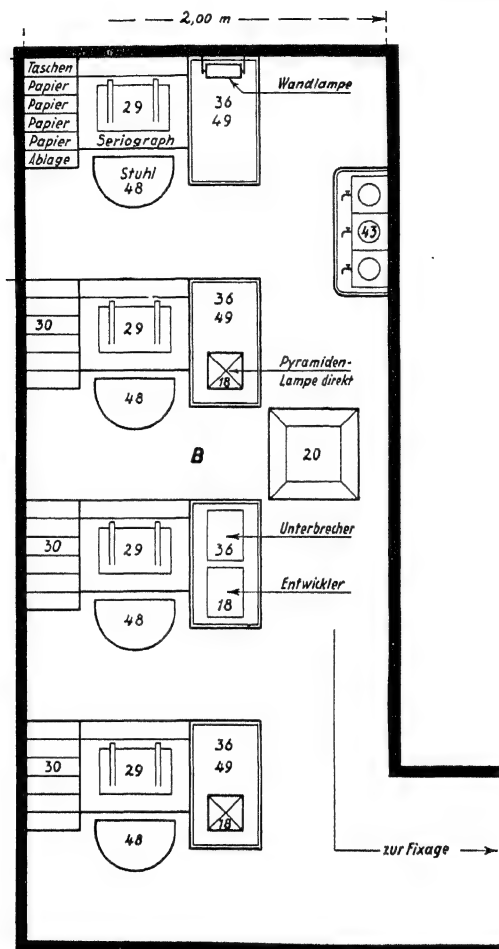 2,00 m
Taschen
Papier
Papier
Papier
Papier
Ablage
29
Seriograph
Stuhl
48
36
49
Wandlampe
43
30
29
48
36
49
18
Pyramiden-
Lampe direkt
B
20
30
29
48
36
18
Unterbrecher
Entwickler
30
29
48
36
49
18
zur Fixage